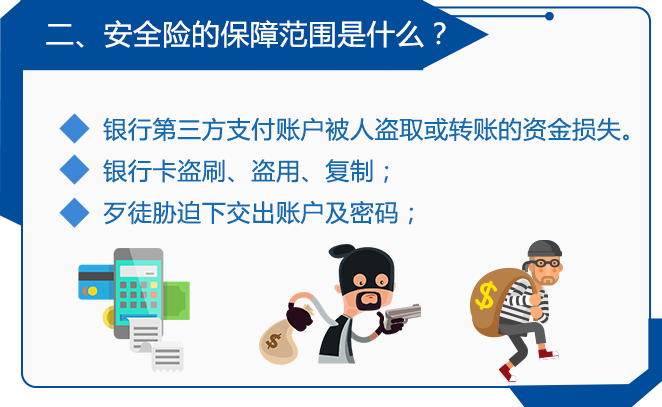 二、安全险的保障范围是什么？
银行第三方支付账户被人盗取或转账的资金损失。
银行卡盗刷、盗用、复制；
歹徒胁迫下交出账户及密码；
$
$